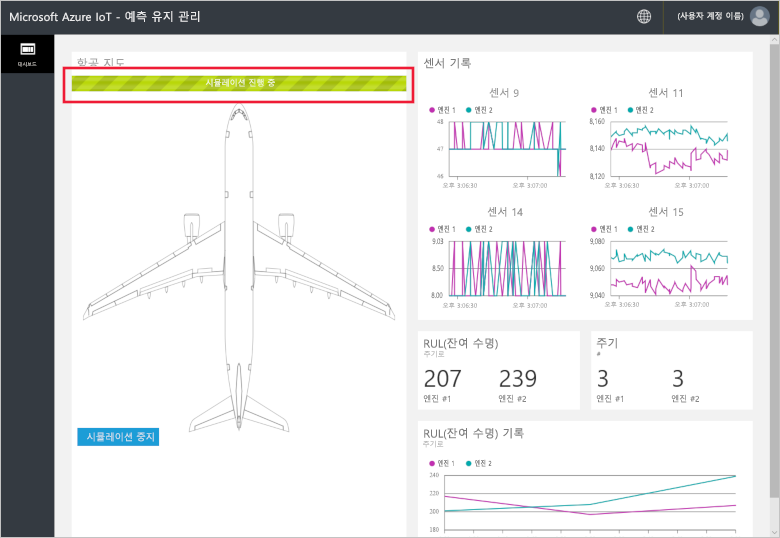 Microsoft Azure IoT - 예측 유지 관리
(사용자 계정 이름)
대시보드
항공 지도
시뮬레이션 진행 중
시뮬레이션 중지
센서 기록
센서 9
엔진 1 엔진 2
48
47
46
오후 3:06:30 오후 3:07:00
센서 11
엔진 1 엔진 2
8,160
8,140
8,120
오후 3:06:30 오후 3:07:00
센서 14
엔진 1 엔진 2
9.03
8.50
8.00
오후 3:06:30 오후 3:07:00
센서 15
엔진 1 엔진 2
9,080
9,060
9,040
오후 3:06:30 오후 3:07:00
RUL(잔여 수명)
주기로
207 239
엔진 #1 엔진 #2
주기
#
3 3
엔진 #1 엔진 #2
RUL(잔여 수명) 기록
주기로
엔진 1 엔진 2
340
320
300
180